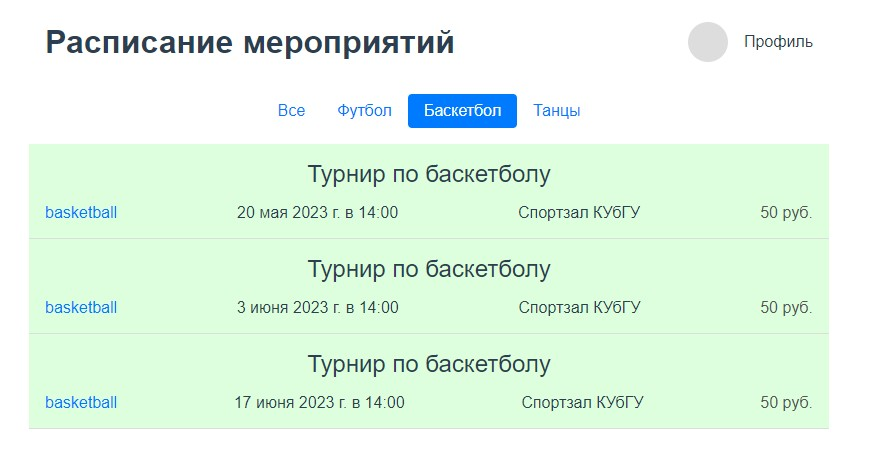 Расписание мероприятий
Профиль
Все Футбол Баскетбол Танцы
Турнир по баскетболу
basketball 20 мая 2023 г. в 14:00 Спортзал КУбГУ 50 руб.
Турнир по баскетболу
basketball 3 июня 2023 г. в 14:00 Спортзал КУбГУ 50 руб.
Турнир по баскетболу
basketball 17 июня 2023 г. в 14:00 Спортзал КУбГУ 50 руб.